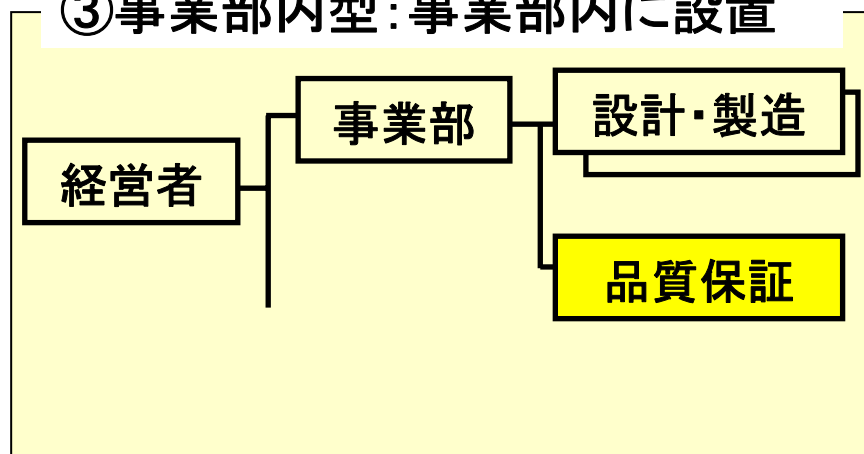 ③事業部内型：事業部内に設置
事業部
設計・製造
経営者
品質保証